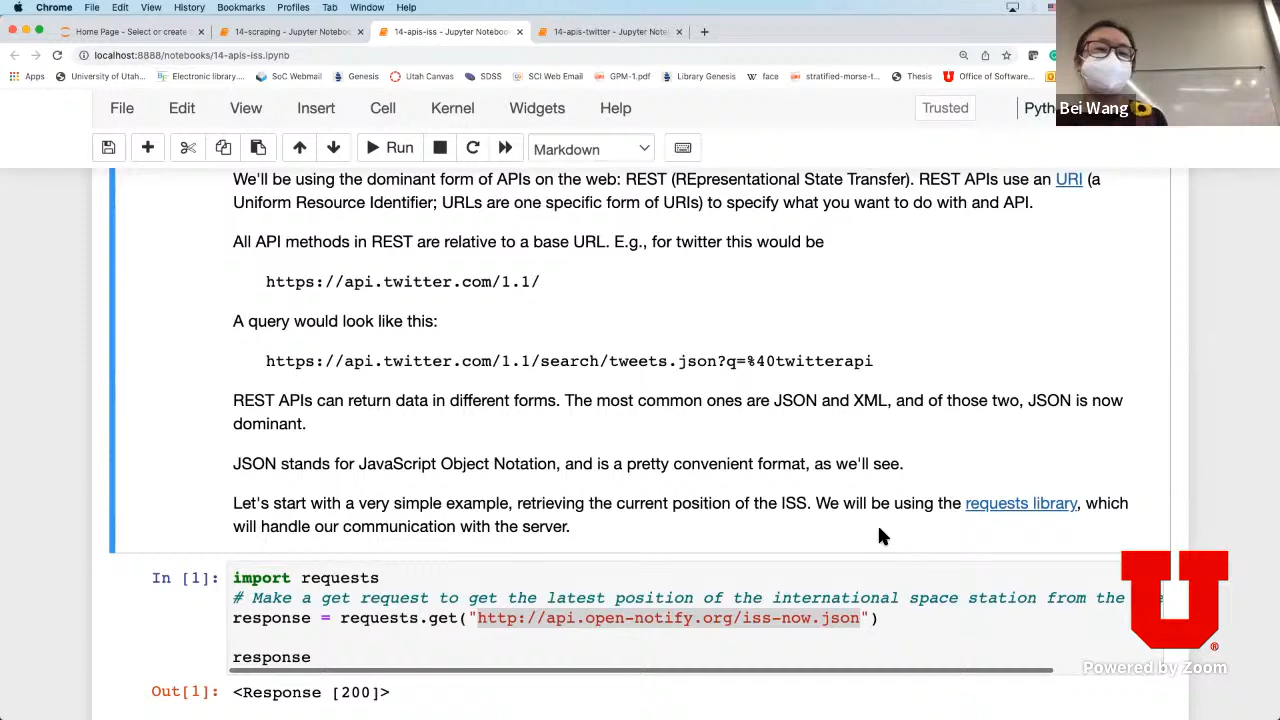 File Edit View History Bookmarks Profiles Tab Window Help
Home Page - Select or create
14-scraping - Jupyter Notebook
14-apis-iss - Jupyter Notebook
14-apis-twitter - Jupyter Notebook
localhost:8888/notebooks/14-apis-iss.ipynb
Apps University of Utah... Electronic library... SoC Webmail Genesis Utah Canvas SDSS SCI Web Email GPM-1.pdf Library Genesis face stratified-morse-t... Thesis Office of Software...
File Edit View Insert Cell Kernel Widgets Help Trusted
Run Markdown
Bei Wang
We'll be using the dominant form of APIs on the web: REST (REpresentational State Transfer). REST APIs use an URI (a
Uniform Resource Identifier; URLs are one specific form of URIs) to specify what you want to do with and API.
All API methods in REST are relative to a base URL. E.g., for twitter this would be
https://api.twitter.com/1.1/
A query would look like this:
https://api.twitter.com/1.1/search/tweets.json?q=%40twitterapi
REST APIs can return data in different forms. The most common ones are JSON and XML, and of those two, JSON is now
dominant.
JSON stands for JavaScript Object Notation, and is a pretty convenient format, as we'll see.
Let's start with a very simple example, retrieving the current position of the ISS. We will be using the requests library, which
will handle our communication with the server.
In [1]: import requests
# Make a get request to get the latest position of the international space station from the
response = requests.get("http://api.open-notify.org/iss-now.json")
response
Out[1]: <Response [200]>
U
Powered by Zoom